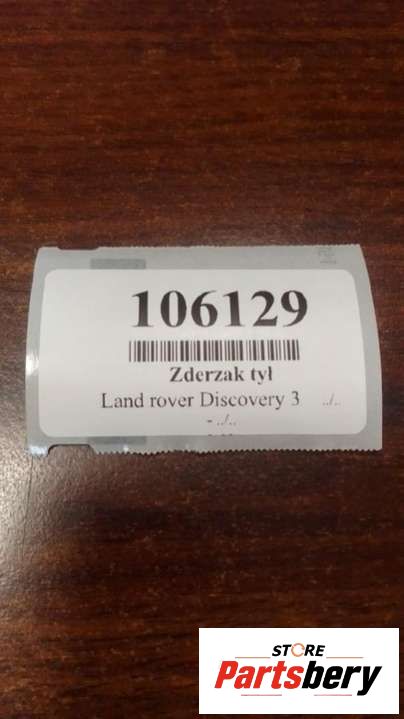 106129
Zderzak tył
Land rover Discovery 3 ../..
- ../..
STORE
Partsbery